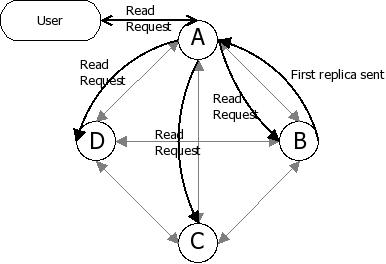 User
Read
Request
A
Read
Request
First replica sent
Read
Request
D
Read
Request
B
C